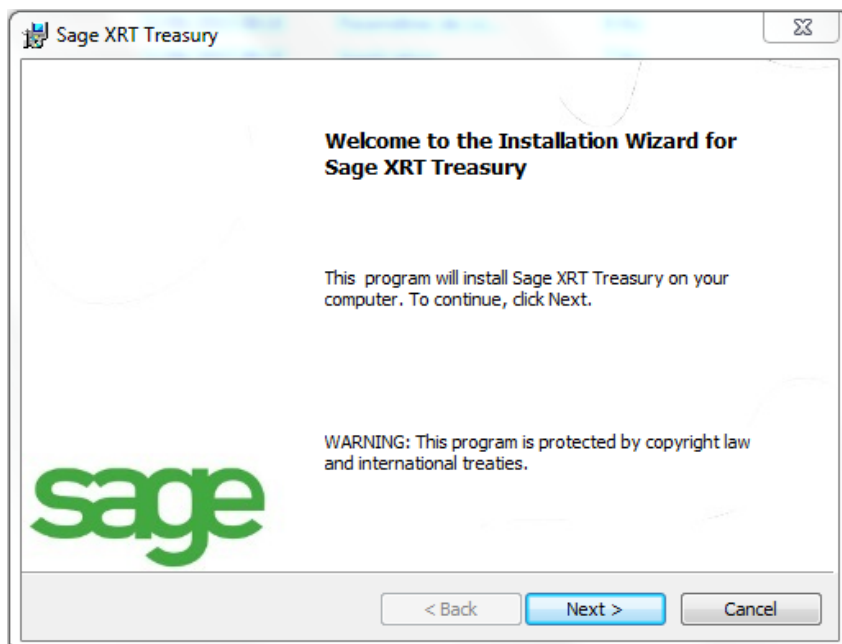 Sage XRT Treasury
Welcome to the Installation Wizard for
Sage XRT Treasury
This  program will install Sage XRT Treasury on your
computer. To continue, click Next.
WARNING: This program is protected by copyright law
and international treaties.
sage
< Back
Next >
Cancel